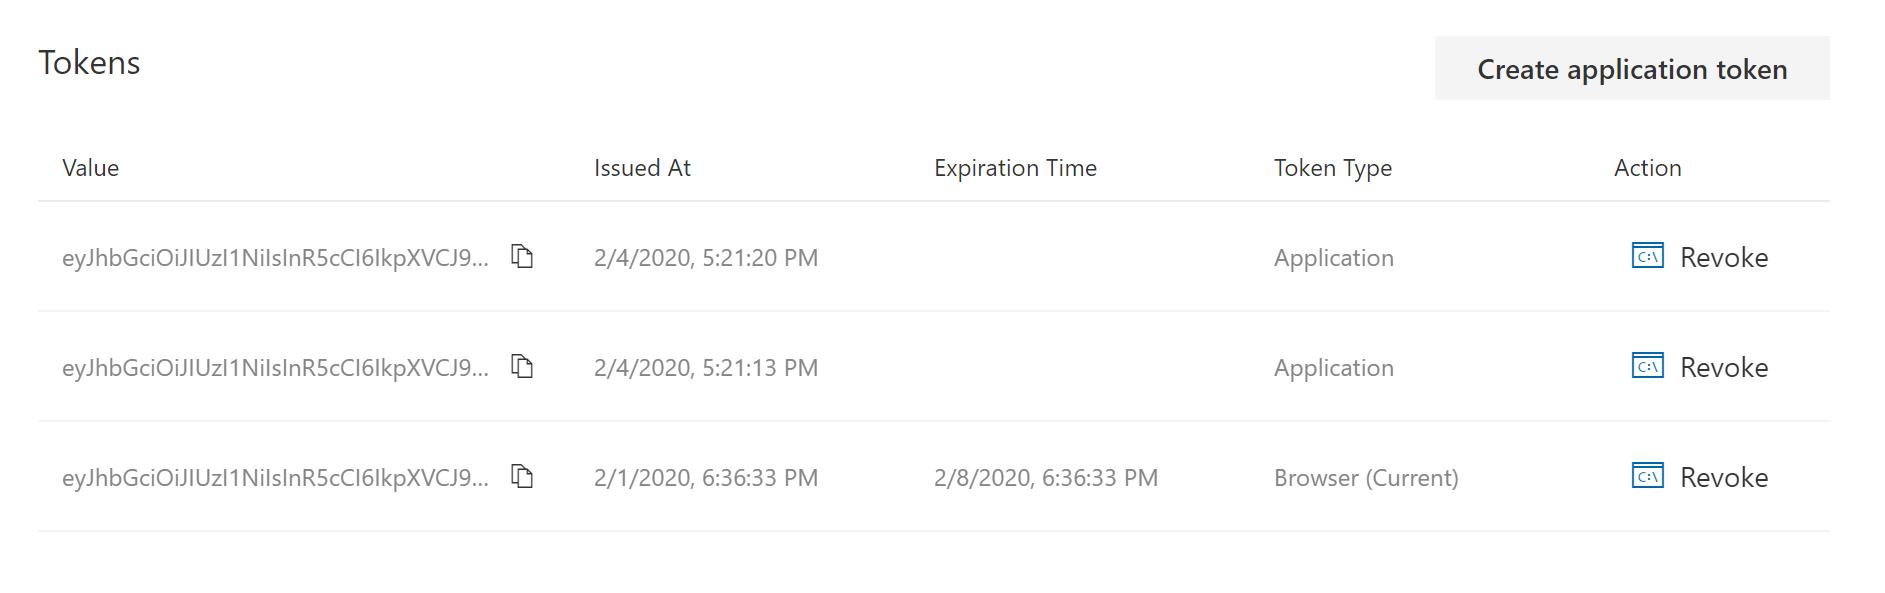 Tokens
Create application token
Value Issued At Expiration Time Token Type Action
eyJhbGciOiJIUzI1NiIsInR5cCI6IkpXVCJ9... 2/4/2020, 5:21:20 PM Application C:\ Revoke
eyJhbGciOiJIUzI1NiIsInR5cCI6IkpXVCJ9... 2/4/2020, 5:21:13 PM Application C:\ Revoke
eyJhbGciOiJIUzI1NiIsInR5cCI6IkpXVCJ9... 2/1/2020, 6:36:33 PM 2/8/2020, 6:36:33 PM Browser (Current) C:\ Revoke